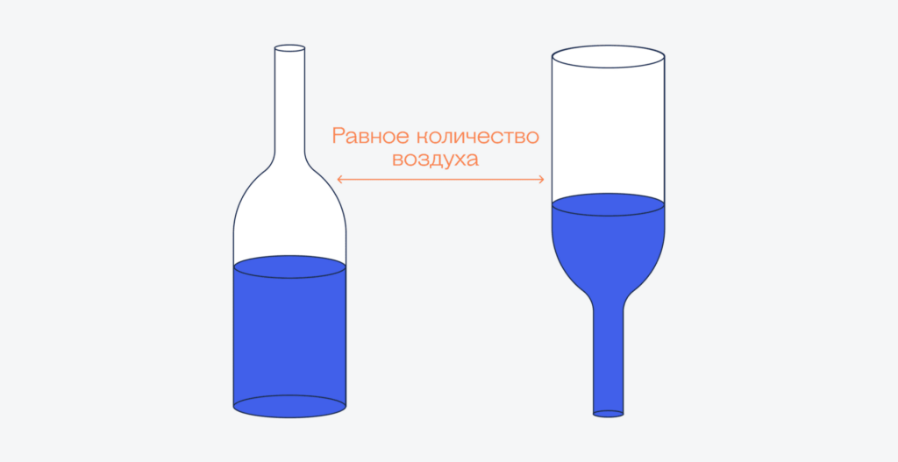 Равное количество
воздуха